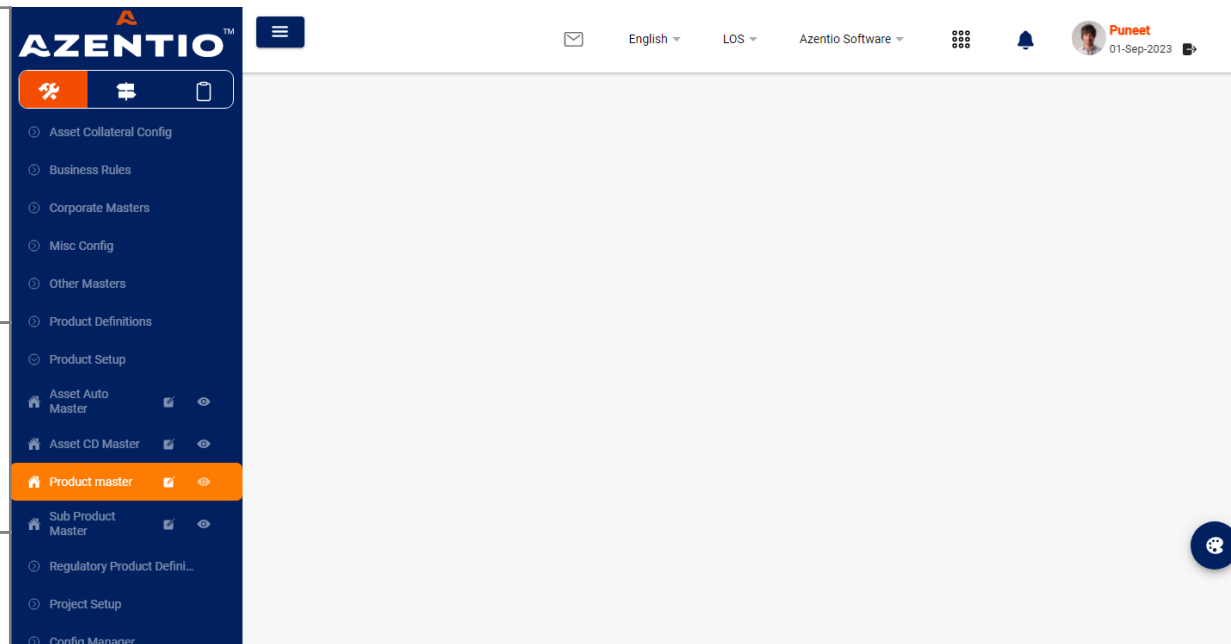 AZENTIO™
English
LOS
Azentio Software
Puneet
01-Sep-2023
Asset Collateral Config
Business Rules
Corporate Masters
Misc Config
Other Masters
Product Definitions
Product Setup
Asset Auto
Master
Asset CD Master
Product master
Sub Product
Master
Regulatory Product Defini...
Project Setup
Config Manager